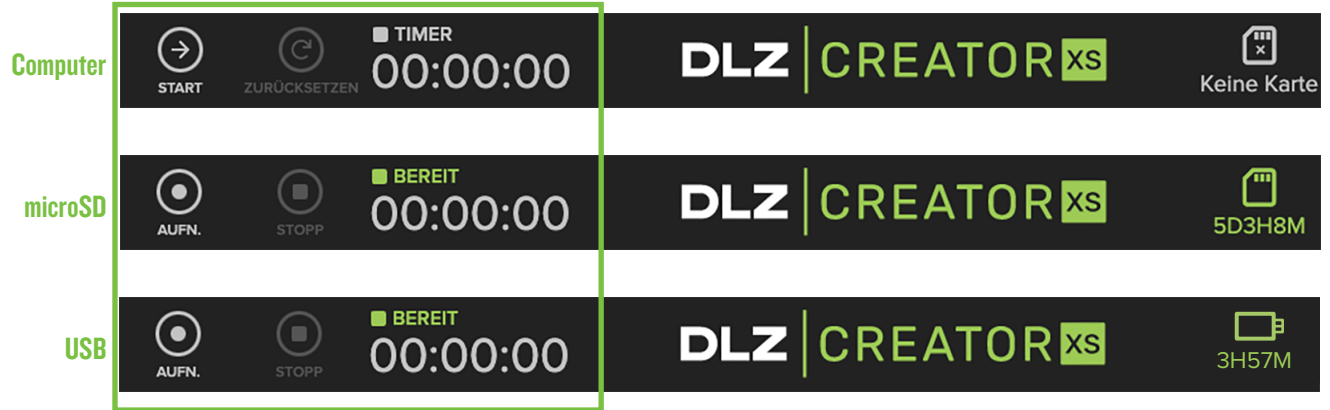 Computer
START
ZURÜCKSETZEN
TIMER
00:00:00
DLZ CREATOR XS
Keine Karte
microSD
AUFN.
STOPP
BEREIT
00:00:00
DLZ CREATOR XS
5D3H8M
USB
AUFN.
STOPP
BEREIT
00:00:00
DLZ CREATOR XS
3H57M